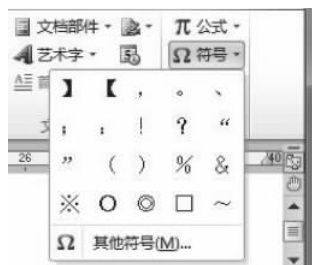 文档部件 π 公式
艺术字 Ω 符号
A
】 【 , 。 、
; : ! ? “
26 ” ( ) % & 40
※ ○ ◎ □ ~
Ω 其他符号(M)...